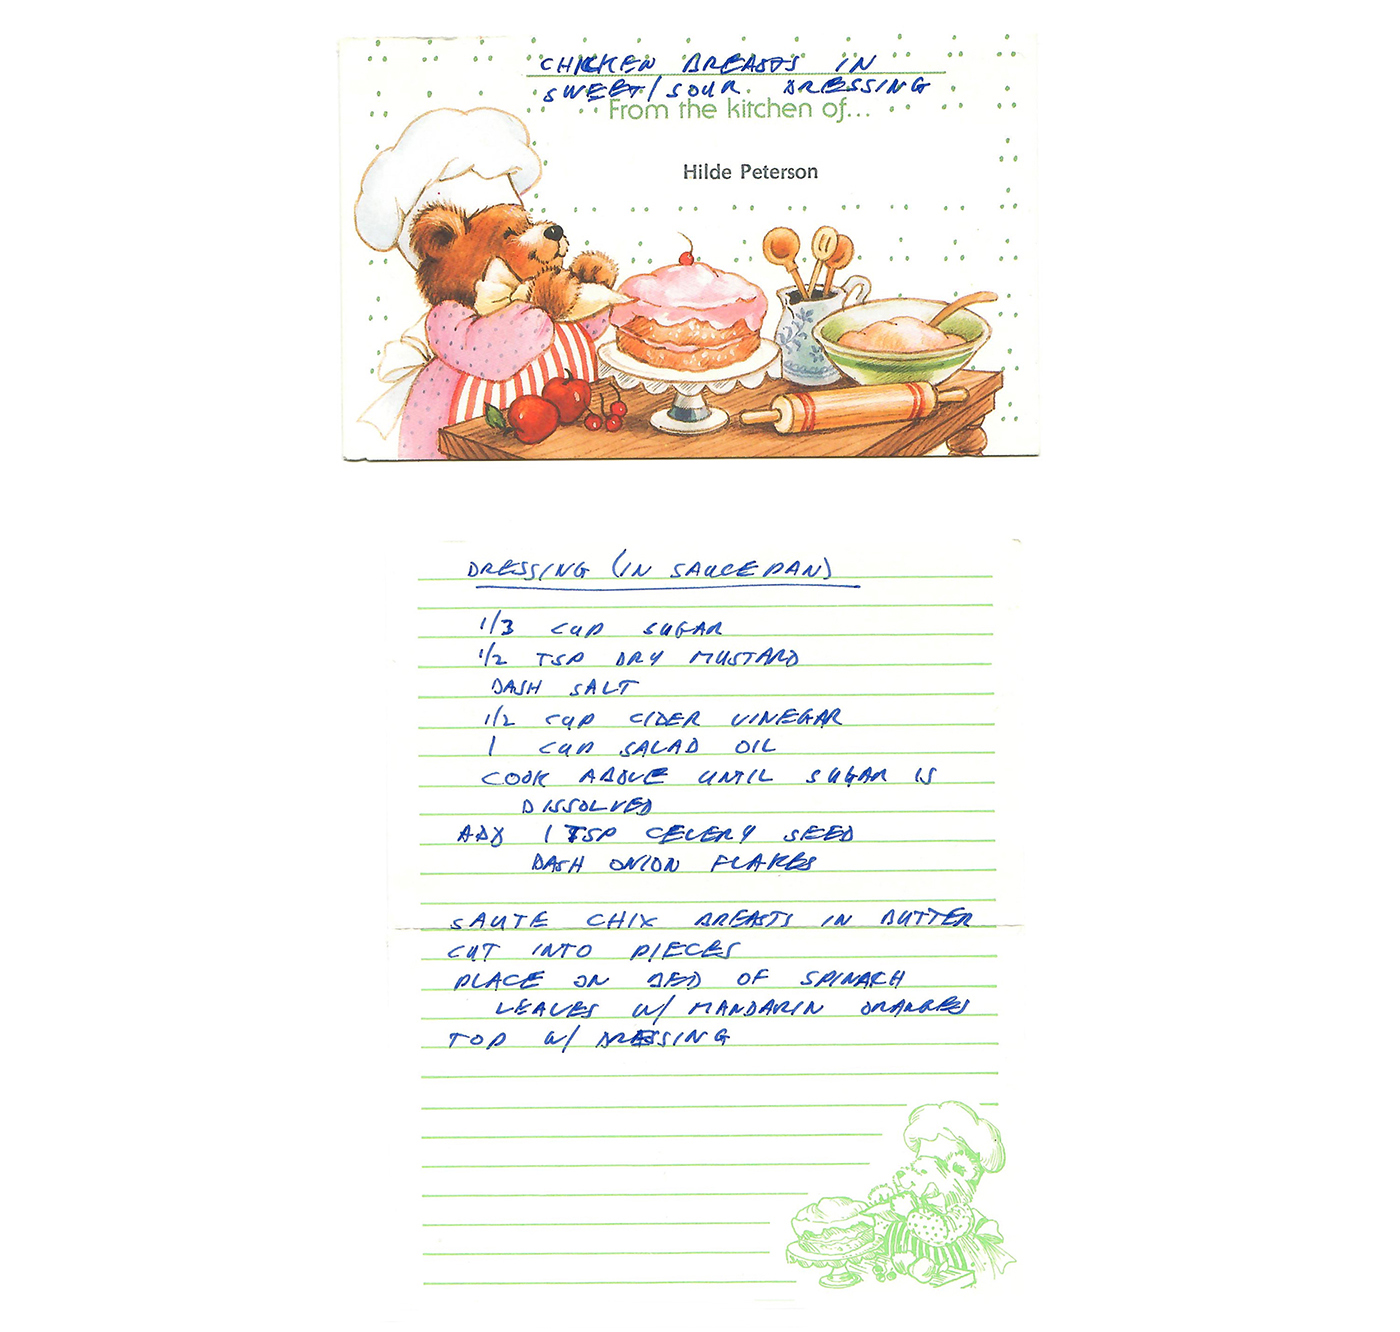 CHICKEN BREASTS IN
SWEET/SOUR DRESSING
From the kitchen of...
Hilde Peterson
DRESSING (IN SAUCEPAN)
1/3 CUP SUGAR
1/2 TSP DRY MUSTARD
DASH SALT
1/2 CUP CIDER VINEGAR
1 CUP SALAD OIL
COOK ABOVE UNTIL SUGAR IS
DISSOLVED
ADD 1 TSP CELERY SEED
DASH ONION FLAKES
SAUTE CHIX BREASTS IN BUTTER
CUT INTO PIECES
PLACE ON BED OF SPINACH
LEAVES W/ MANDARIN ORANGES
TOP W/ DRESSING